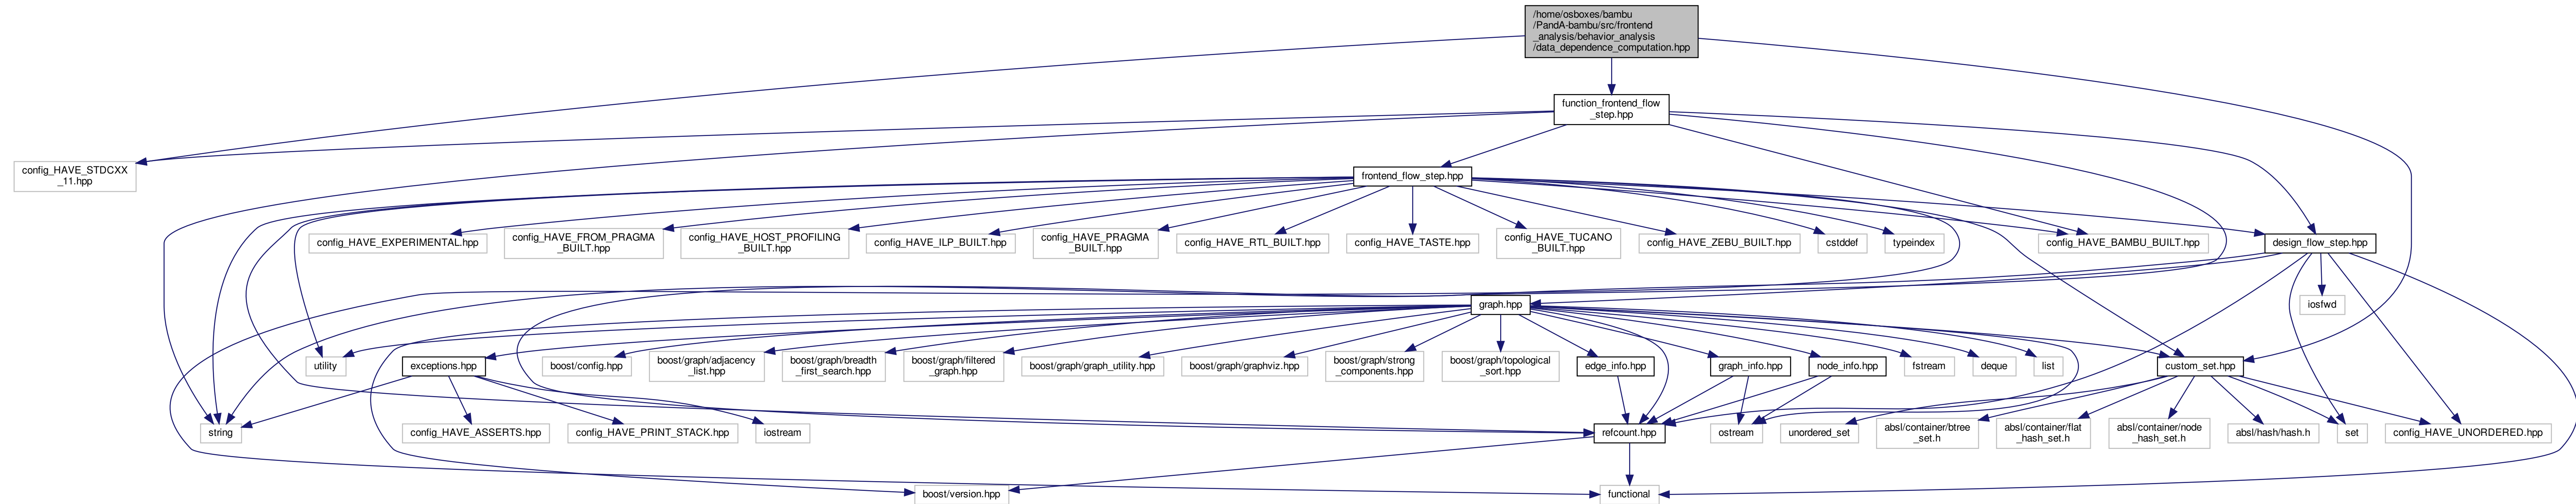 /home/osboxes/bambu
/PandA-bambu/src/frontend
_analysis/behavior_analysis
/data_dependence_computation.hpp
function_frontend_flow
_step.hpp
config_HAVE_STDCXX
_11.hpp
frontend_flow_step.hpp
config_HAVE_EXPERIMENTAL.hpp
config_HAVE_FROM_PRAGMA
_BUILT.hpp
config_HAVE_HOST_PROFILING
_BUILT.hpp
config_HAVE_ILP_BUILT.hpp
config_HAVE_PRAGMA
_BUILT.hpp
config_HAVE_RTL_BUILT.hpp
config_HAVE_TASTE.hpp
config_HAVE_TUCANO
_BUILT.hpp
config_HAVE_ZEBU_BUILT.hpp
cstddef
typeindex
config_HAVE_BAMBU_BUILT.hpp
design_flow_step.hpp
graph.hpp
iosfwd
utility
exceptions.hpp
boost/config.hpp
boost/graph/adjacency
_list.hpp
boost/graph/breadth
_first_search.hpp
boost/graph/filtered
_graph.hpp
boost/graph/graph_utility.hpp
boost/graph/graphviz.hpp
boost/graph/strong
_components.hpp
boost/graph/topological
_sort.hpp
edge_info.hpp
graph_info.hpp
node_info.hpp
fstream
deque
list
custom_set.hpp
string
config_HAVE_ASSERTS.hpp
config_HAVE_PRINT_STACK.hpp
iostream
refcount.hpp
ostream
unordered_set
absl/container/btree
_set.h
absl/container/flat
_hash_set.h
absl/container/node
_hash_set.h
absl/hash/hash.h
set
config_HAVE_UNORDERED.hpp
boost/version.hpp
functional